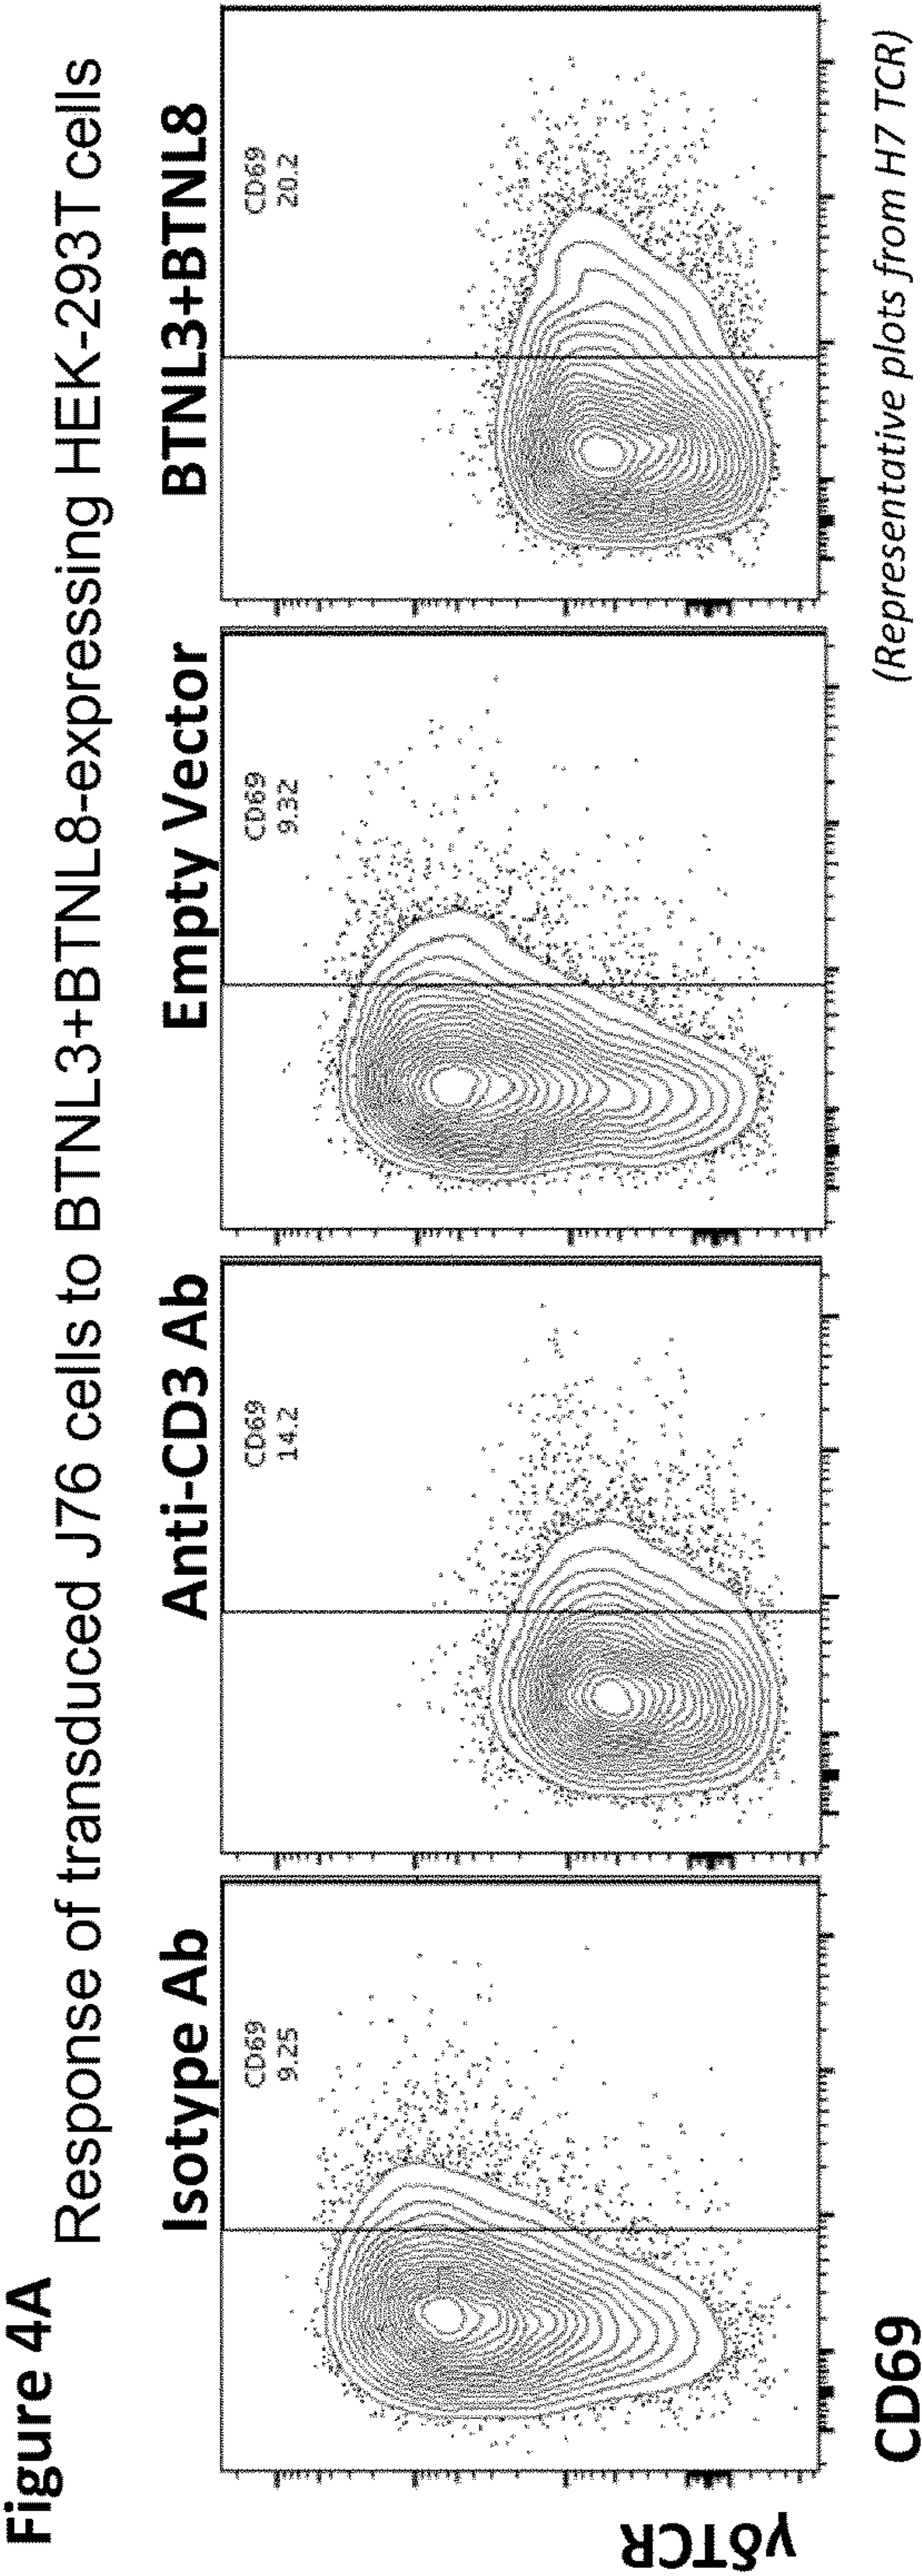 Figure 4A
Response of transduced J76 cells to BTNL3+BTNL8-expressing HEK-293T cells
Isotype Ab
Anti-CD3 Ab
Empty Vector
BTNL3+BTNL8
CD69
9.25
CD69
14.2
CD69
9.32
CD69
20.2
γδTCR
CD69
(Representative plots from H7 TCR)